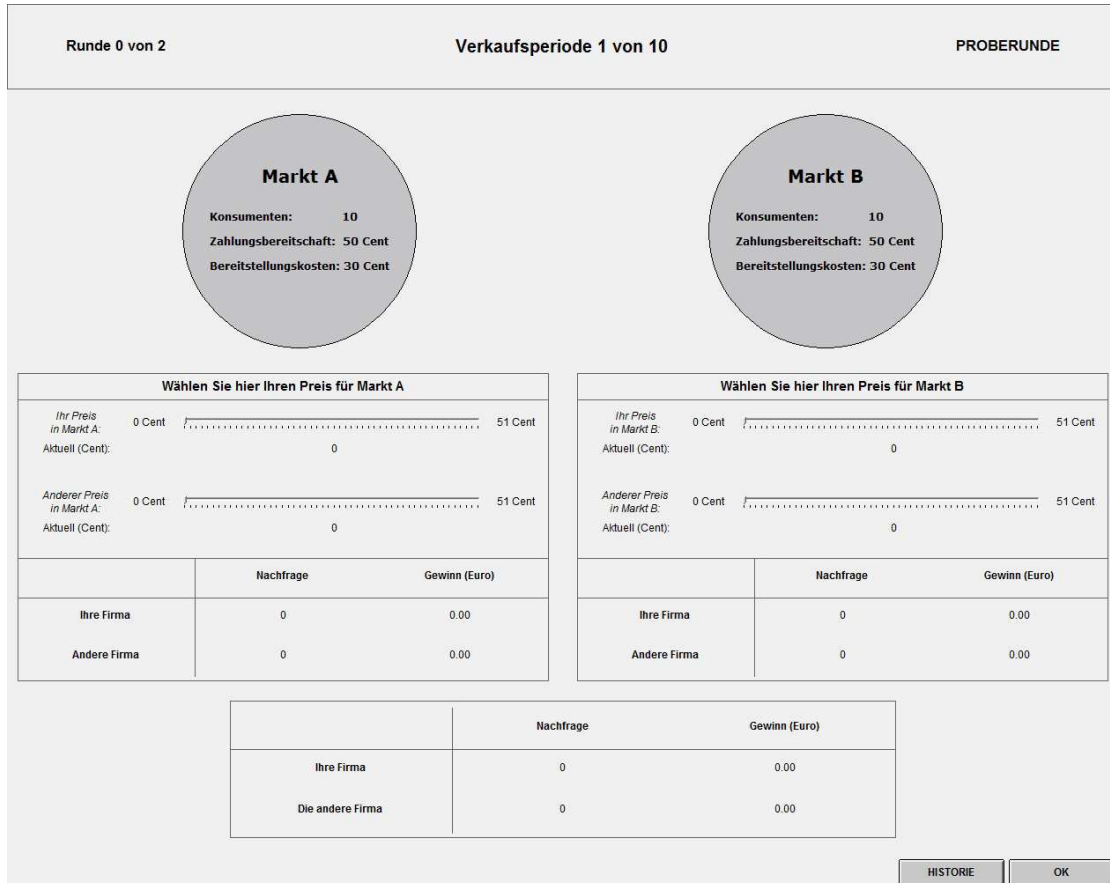 Runde 0 von 2
Verkaufsperiode 1 von 10
PROBERUNDE
Markt A
Konsumenten: 10
Zahlungsbereitschaft: 50 Cent
Bereitstellungskosten: 30 Cent
Markt B
Konsumenten: 10
Zahlungsbereitschaft: 50 Cent
Bereitstellungskosten: 30 Cent
Wählen Sie hier Ihren Preis für Markt A
Ihr Preis
in Markt A:
0 Cent
51 Cent
Aktuell (Cent):
0
Anderer Preis
in Markt A:
0 Cent
51 Cent
Aktuell (Cent):
0
Nachfrage
Gewinn (Euro)
Ihre Firma
0
0.00
Andere Firma
0
0.00
Wählen Sie hier Ihren Preis für Markt B
Ihr Preis
in Markt B:
0 Cent
51 Cent
Aktuell (Cent):
0
Anderer Preis
in Markt B:
0 Cent
51 Cent
Aktuell (Cent):
0
Nachfrage
Gewinn (Euro)
Ihre Firma
0
0.00
Andere Firma
0
0.00
Nachfrage
Gewinn (Euro)
Ihre Firma
0
0.00
Die andere Firma
0
0.00
HISTORIE
OK